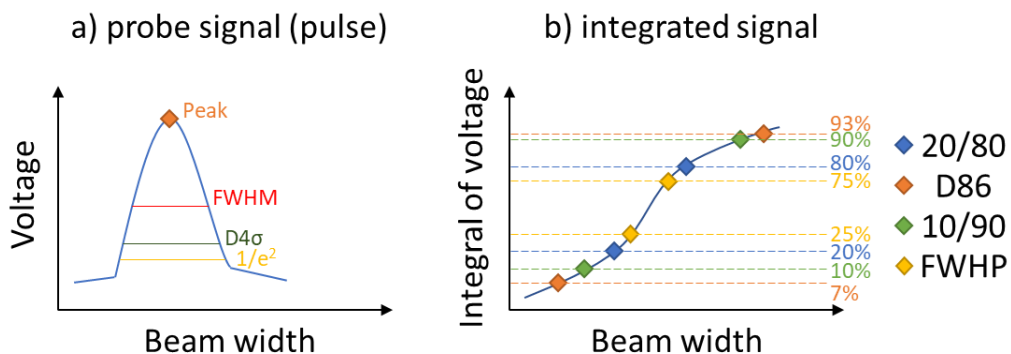 a) probe signal (pulse)
Voltage
Peak
FWHM
D4σ
1/e²
Beam width
b) integrated signal
Integral of voltage
93%
90%
80%
75%
25%
20%
10%
7%
Beam width
20/80
D86
10/90
FWHP